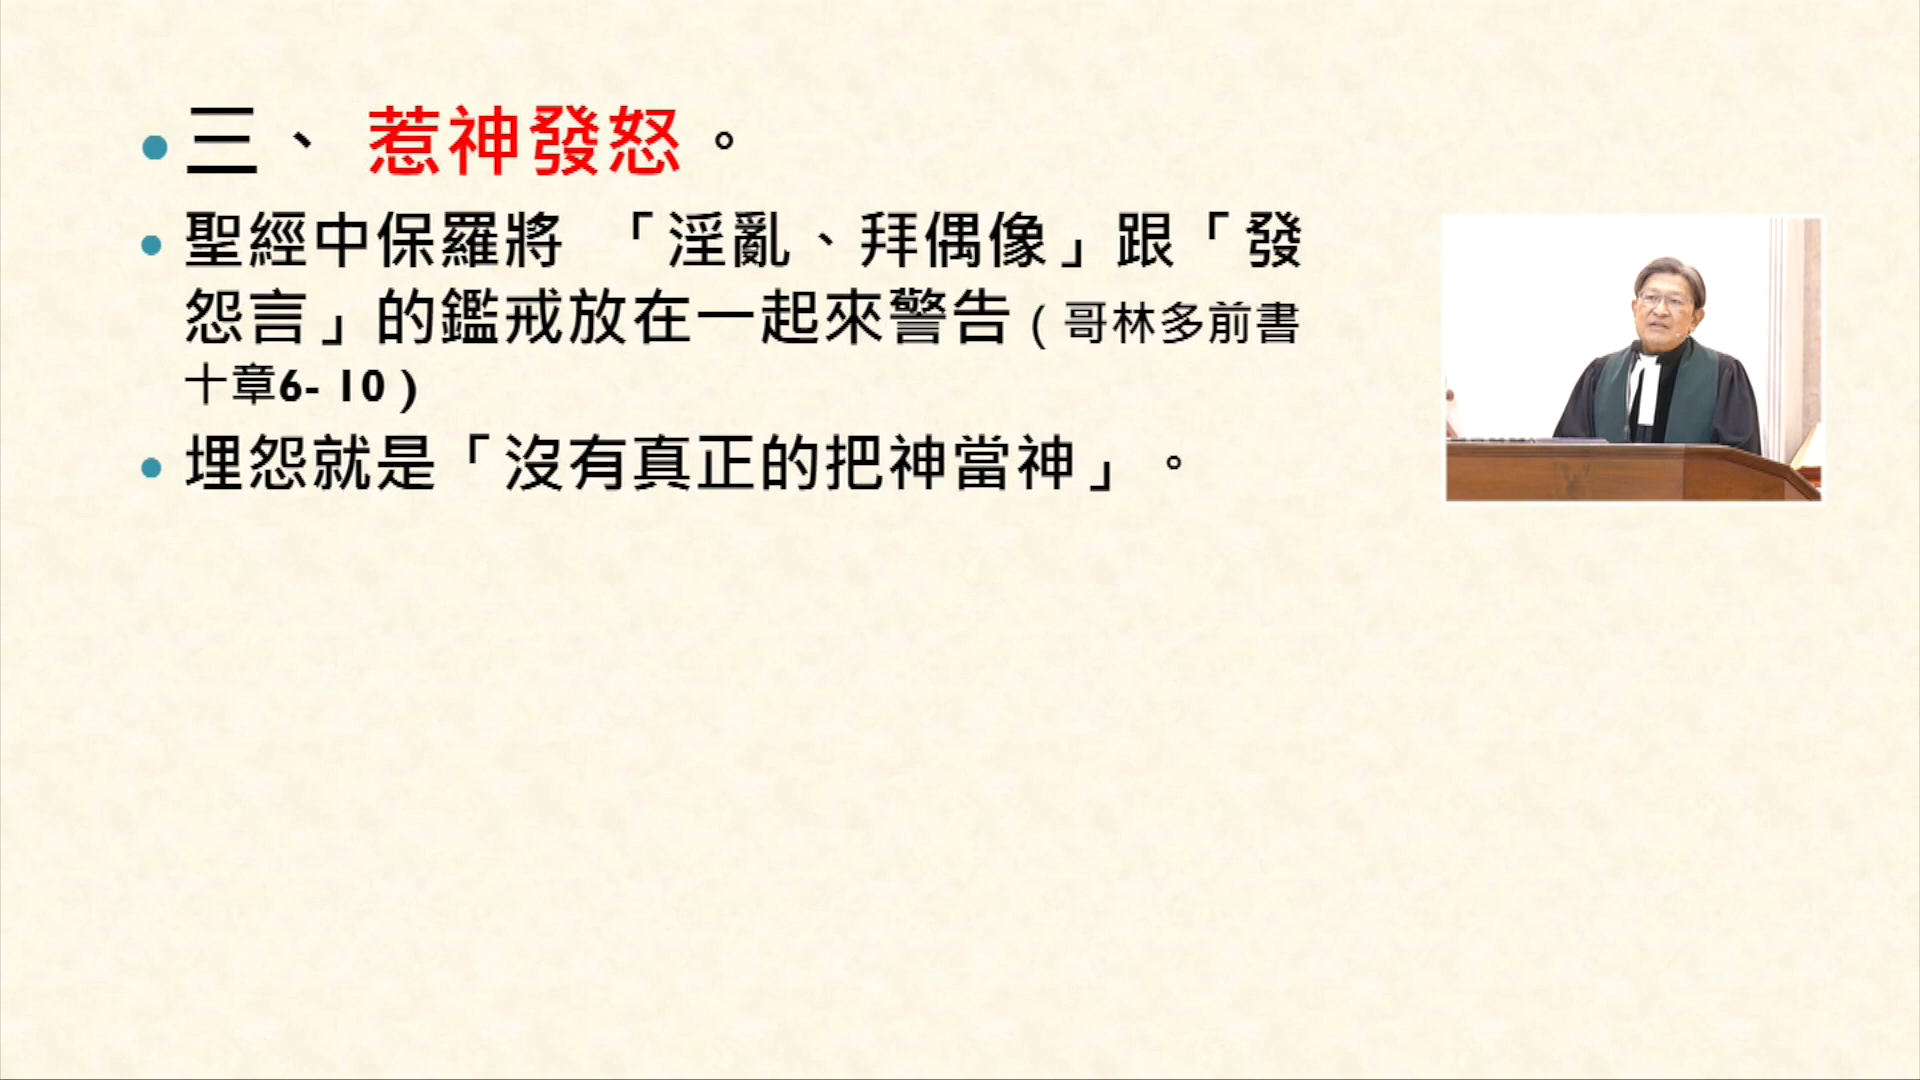 三、 惹神發怒。
聖經中保羅將 「淫亂、拜偶像」跟「發
怨言」的鑑戒放在一起來警告(哥林多前書
十章6- 10)
埋怨就是「沒有真正的把神當神」。